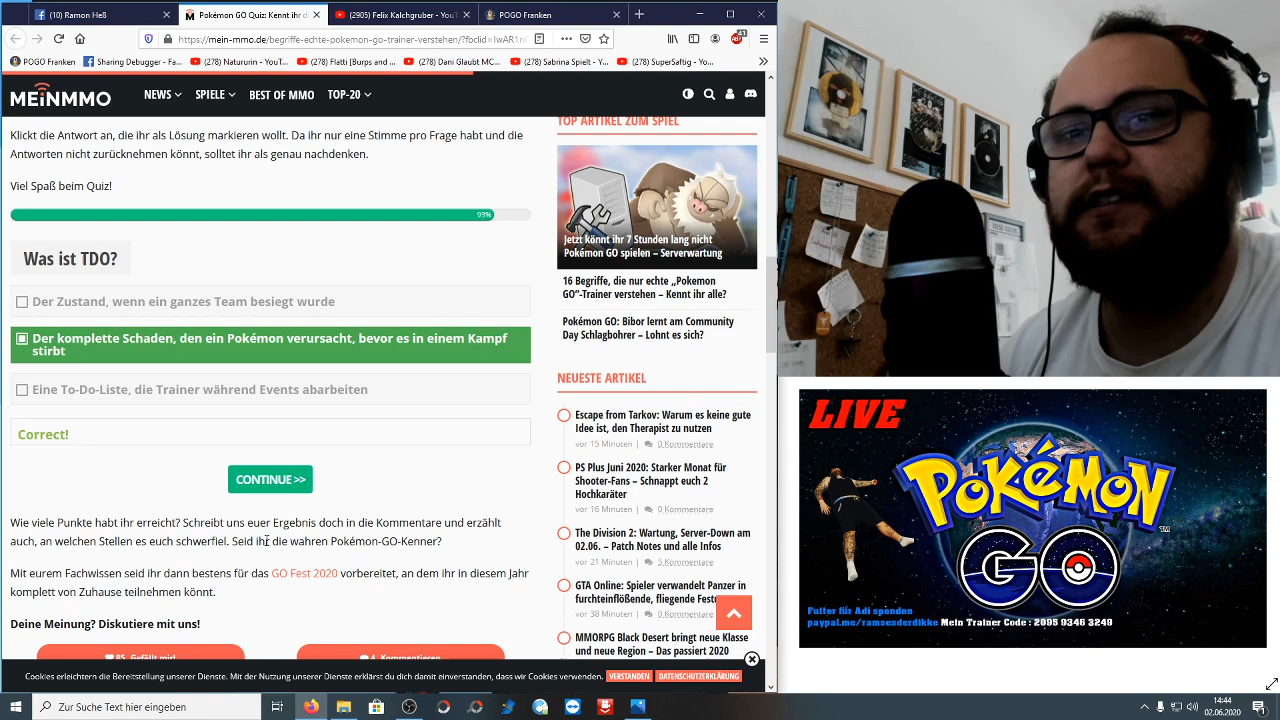 (2) Ramon Heß
Pokémon GO Quiz: Kennt ihr d
(2905) Felix Kalchgruber - YouT
POGO Franken
https://mein-mmo.de/begriffe-echte-pokemon-go-trainer-verstehen/?fbclid=IwAR1n
41
POGO Franken
Sharing Debugger - Fa...
(278) Naturruin - YouT...
(278) Flatti |Burps and ...
(278) Dani Glaubt MC...
(278) Sabrina Spielt - Y...
(278) SuperSaftig - Yo...
MEINMMO
NEWS
SPIELE
BEST OF MMO
TOP-20
Klickt die Antwort an, die ihr als Lösung markieren wollt. Da ihr nur eine Stimme pro Frage habt und die
Antworten nicht zurücknehmen könnt, solltet ihr als genau nachdenken.
Viel Spaß beim Quiz!
93%
Was ist TDO?
Der Zustand, wenn ein ganzes Team besiegt wurde
Der komplette Schaden, den ein Pokémon verursacht, bevor es in einem Kampf
stirbt
Eine To-Do-Liste, die Trainer während Events abarbeiten
Correct!
CONTINUE >>
Wie viele Punkte habt ihr erreicht? Schreibt uns euer Ergebnis doch in die Kommentare und erzählt
auch, an welchen Stellen es euch schwerfiel. Seid ihr die wahren Pokémon-GO-Kenner?
Mit eurem Fachwissen seid ihr dann bestens für das GO Fest 2020 vorbereitet, an dem ihr in diesem Jahr
komplett von Zuhause teilnehmen könnt.
Deine Meinung? Diskutiere mit uns!
85 Gefällt mir!
4 Kommentieren
TOP ARTIKEL ZUM SPIEL
Jetzt könnt ihr 7 Stunden lang nicht
Pokémon GO spielen – Serverwartung
16 Begriffe, die nur echte „Pokemon
GO“-Trainer verstehen – Kennt ihr alle?
Pokémon GO: Bibor lernt am Community
Day Schlagbohrer – Lohnt es sich?
NEUESTE ARTIKEL
Escape from Tarkov: Warum es keine gute
Idee ist, den Therapist zu nutzen
vor 15 Minuten | 0 Kommentare
PS Plus Juni 2020: Starker Monat für
Shooter-Fans – Schnappt euch 2
Hochkaräter
vor 16 Minuten | 0 Kommentare
The Division 2: Wartung, Server-Down am
02.06. – Patch Notes und alle Infos
vor 21 Minuten | 5 Kommentare
GTA Online: Spieler verwandelt Panzer in
furchteinflößende, fliegende Fest
vor 38 Minuten | 0 Kommentare
MMORPG Black Desert bringt neue Klasse
und neue Region – Das passiert 2020
Cookies erleichtern die Bereitstellung unserer Dienste. Mit der Nutzung unserer Dienste erklärst du dich damit einverstanden, dass wir Cookies verwenden.
VERSTANDEN
DATENSCHUTZERKLÄRUNG
Zur Suche Text hier eingeben
14:44
02.06.2020
LIVE
POKéMON
GO
Futter für Adi spenden
paypal.me/ramsesderdikke Mein Trainer Code : 2095 9346 3249